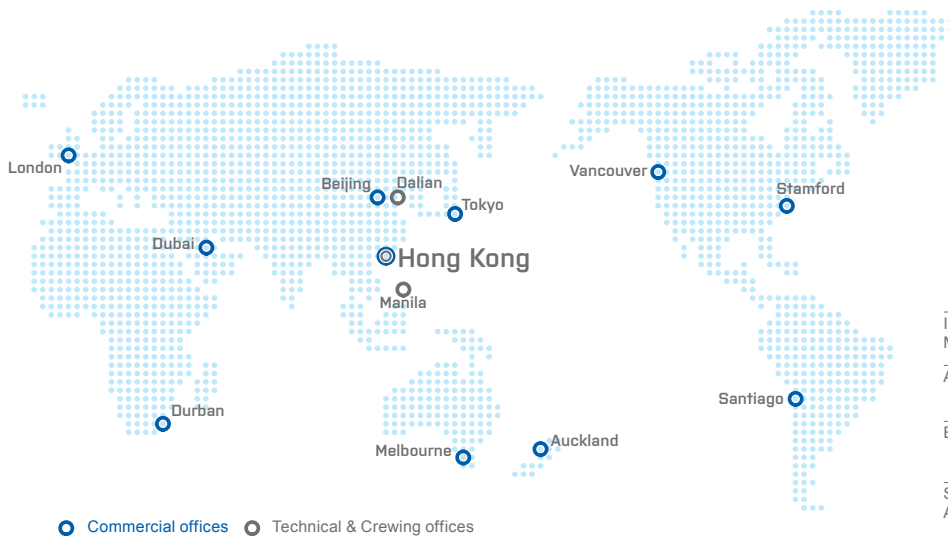 London
Beijing
Dalian
Tokyo
Vancouver
Stamford
Dubai
Hong Kong
Manila
Durban
Santiago
Melbourne
Auckland
Commercial offices
Technical & Crewing offices